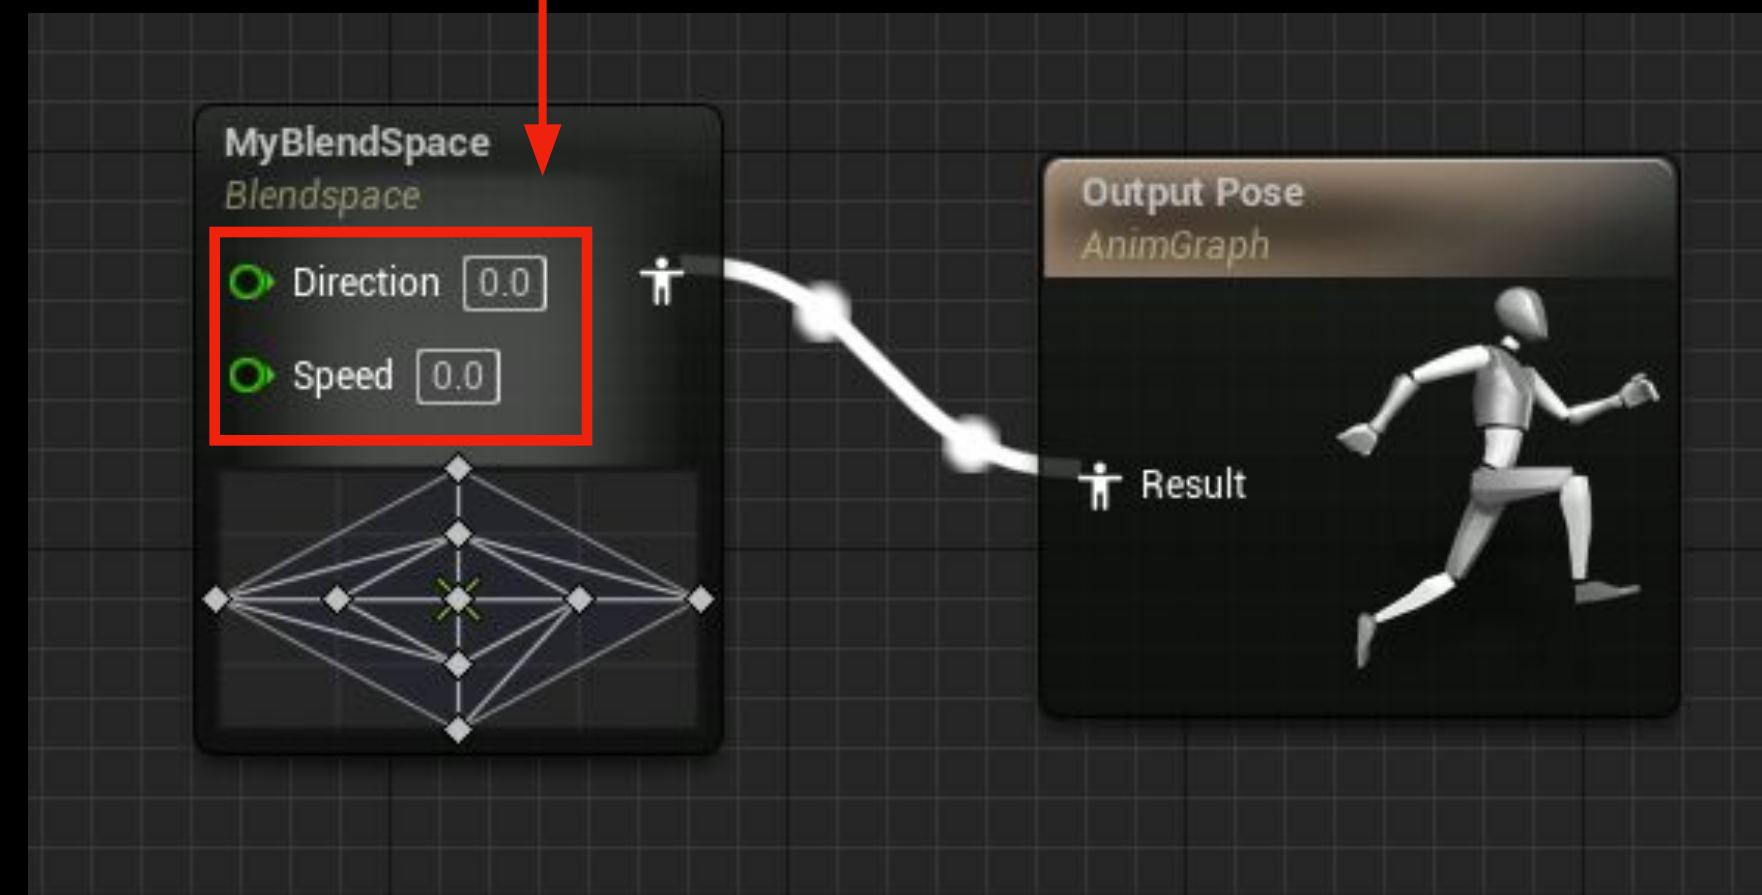 MyBlendSpace
Blendspace
Direction 0.0
Speed 0.0
Output Pose
AnimGraph
Result